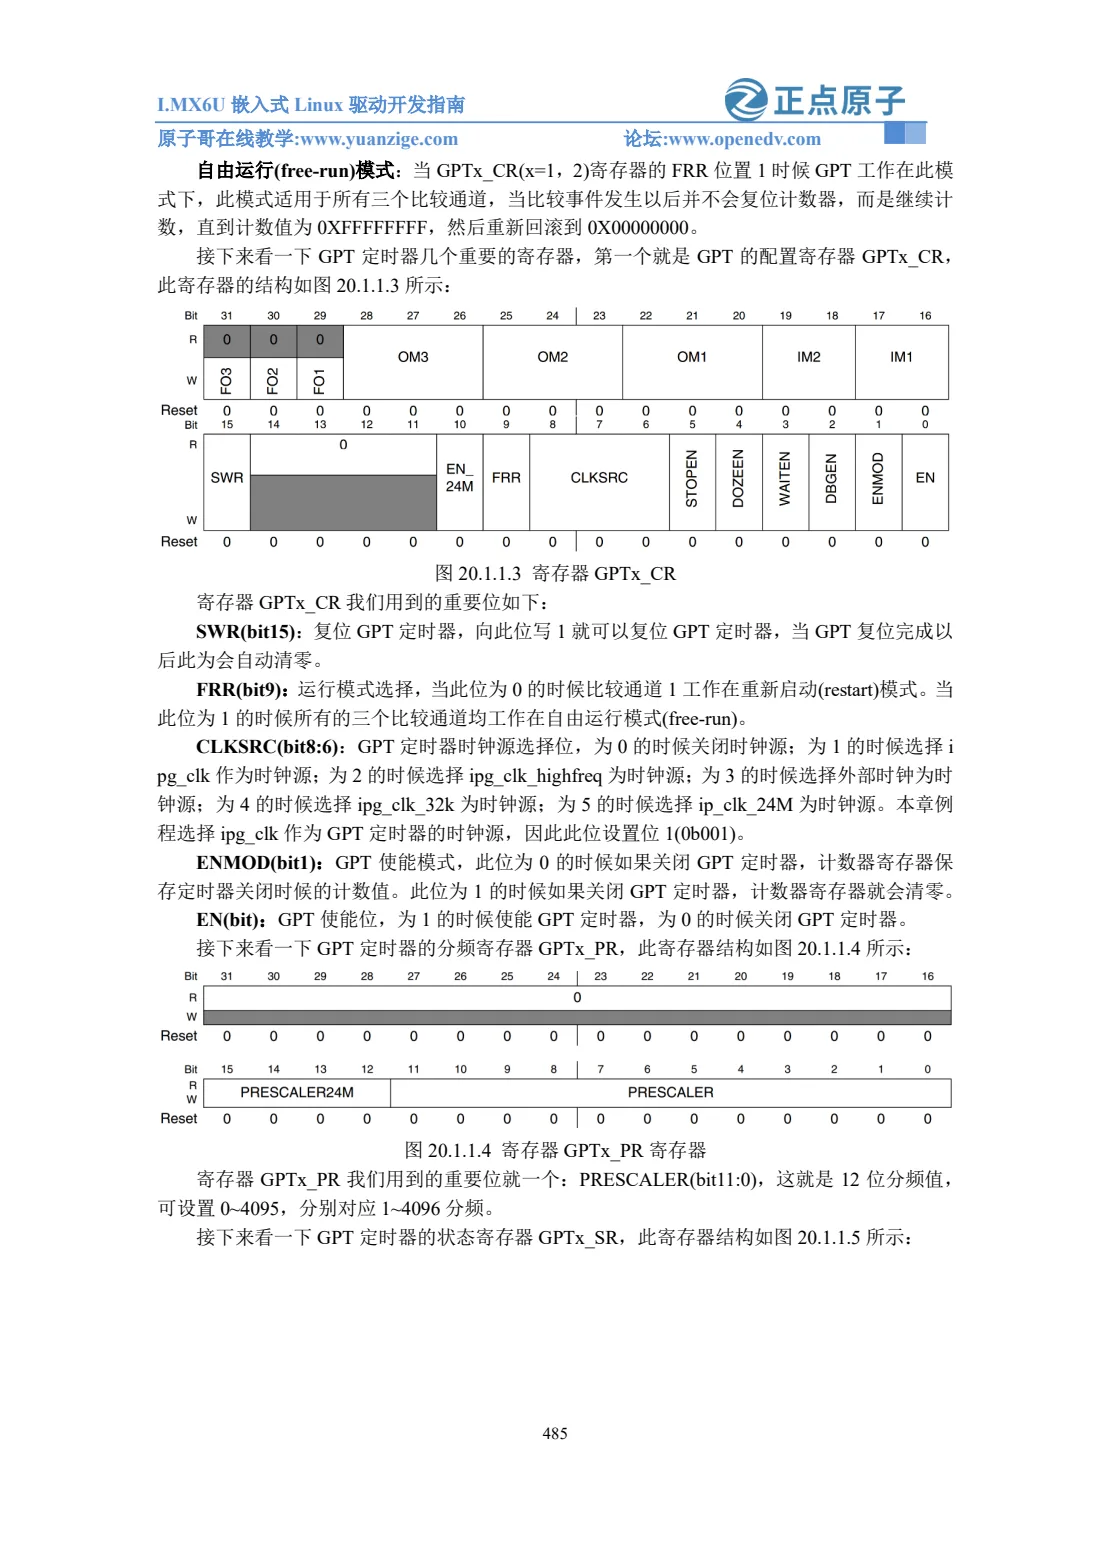 I.MX6U 嵌入式 Linux 驱动开发指南
正点原子
原子哥在线教学:www.yuanzige.com 论坛:www.openedv.com
自由运行(free-run)模式：当 GPTx_CR(x=1，2)寄存器的 FRR 位置 1 时候 GPT 工作在此模
式下，此模式适用于所有三个比较通道，当比较事件发生以后并不会复位计数器，而是继续计
数，直到计数值为 0XFFFFFFFF，然后重新回滚到 0X00000000。
接下来看一下 GPT 定时器几个重要的寄存器，第一个就是 GPT 的配置寄存器 GPTx_CR，
此寄存器的结构如图 20.1.1.3 所示：
Bit 31 30 29 28 27 26 25 24 23 22 21 20 19 18 17 16
R 0 0 0 OM3 OM2 OM1 IM2 IM1
W FO3 FO2 FO1
Reset 0 0 0 0 0 0 0 0 0 0 0 0 0 0 0 0
Bit 15 14 13 12 11 10 9 8 7 6 5 4 3 2 1 0
R 0
SWR EN_ 24M FRR CLKSRC STOPEN DOZEEN WAITEN DBGEN ENMOD EN
W
Reset 0 0 0 0 0 0 0 0 0 0 0 0 0 0 0 0
图 20.1.1.3 寄存器 GPTx_CR
寄存器 GPTx_CR 我们用到的重要位如下：
SWR(bit15)：复位 GPT 定时器，向此位写 1 就可以复位 GPT 定时器，当 GPT 复位完成以
后此为会自动清零。
FRR(bit9)：运行模式选择，当此位为 0 的时候比较通道 1 工作在重新启动(restart)模式。当
此位为 1 的时候所有的三个比较通道均工作在自由运行模式(free-run)。
CLKSRC(bit8:6)：GPT 定时器时钟源选择位，为 0 的时候关闭时钟源；为 1 的时候选择 i
pg_clk 作为时钟源；为 2 的时候选择 ipg_clk_highfreq 为时钟源；为 3 的时候选择外部时钟为时
钟源；为 4 的时候选择 ipg_clk_32k 为时钟源；为 5 的时候选择 ip_clk_24M 为时钟源。本章例
程选择 ipg_clk 作为 GPT 定时器的时钟源，因此此位设置位 1(0b001)。
ENMOD(bit1)：GPT 使能模式，此位为 0 的时候如果关闭 GPT 定时器，计数器寄存器保
存定时器关闭时候的计数值。此位为 1 的时候如果关闭 GPT 定时器，计数器寄存器就会清零。
EN(bit)：GPT 使能位，为 1 的时候使能 GPT 定时器，为 0 的时候关闭 GPT 定时器。
接下来看一下 GPT 定时器的分频寄存器 GPTx_PR，此寄存器结构如图 20.1.1.4 所示：
Bit 31 30 29 28 27 26 25 24 23 22 21 20 19 18 17 16
R 0
W
Reset 0 0 0 0 0 0 0 0 0 0 0 0 0 0 0 0
Bit 15 14 13 12 11 10 9 8 7 6 5 4 3 2 1 0
R PRESCALER24M PRESCALER
W
Reset 0 0 0 0 0 0 0 0 0 0 0 0 0 0 0 0
图 20.1.1.4 寄存器 GPTx_PR 寄存器
寄存器 GPTx_PR 我们用到的重要位就一个：PRESCALER(bit11:0)，这就是 12 位分频值，
可设置 0~4095，分别对应 1~4096 分频。
接下来看一下 GPT 定时器的状态寄存器 GPTx_SR，此寄存器结构如图 20.1.1.5 所示：
485